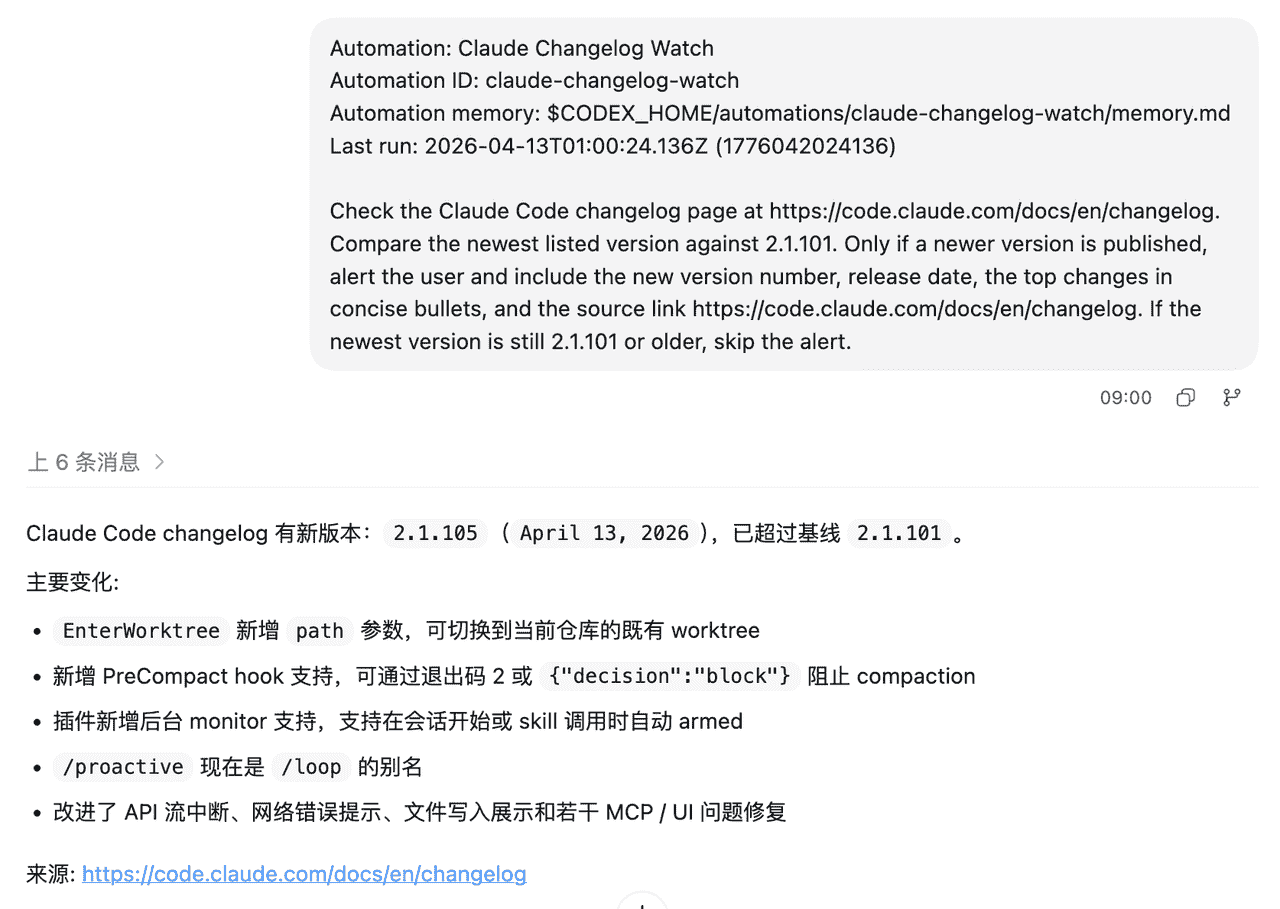 Automation: Claude Changelog Watch
Automation ID: claude-changelog-watch
Automation memory: $CODEX_HOME/automations/claude-changelog-watch/memory.md
Last run: 2026-04-13T01:00:24.136Z (1776042024136)
Check the Claude Code changelog page at https://code.claude.com/docs/en/changelog.
Compare the newest listed version against 2.1.101. Only if a newer version is published,
alert the user and include the new version number, release date, the top changes in
concise bullets, and the source link https://code.claude.com/docs/en/changelog. If the
newest version is still 2.1.101 or older, skip the alert.
09:00
上 6 条消息
Claude Code changelog 有新版本： 2.1.105 （ April 13, 2026 ），已超过基线 2.1.101 。
主要变化:
• EnterWorktree 新增 path 参数，可切换到当前仓库的既有 worktree
• 新增 PreCompact hook 支持，可通过退出码 2 或 {"decision":"block"} 阻止 compaction
• 插件新增后台 monitor 支持，支持在会话开始或 skill 调用时自动 armed
• /proactive 现在是 /loop 的别名
• 改进了 API 流中断、网络错误提示、文件写入展示和若干 MCP / UI 问题修复
来源: https://code.claude.com/docs/en/changelog